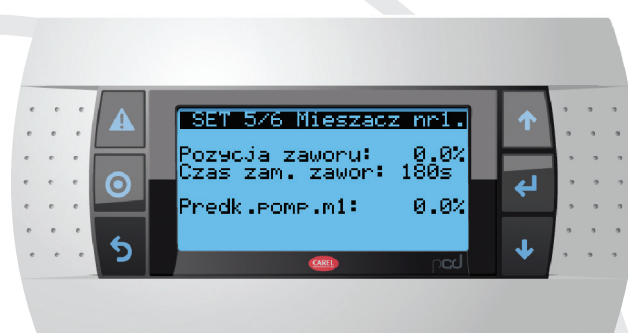 SET 5/6 Mieszacz nr1.
Pozycja zaworu: 0.0%
Czas zam. zawor: 180s
Predk.pomp.m1: 0.0%
CAREL
pCO